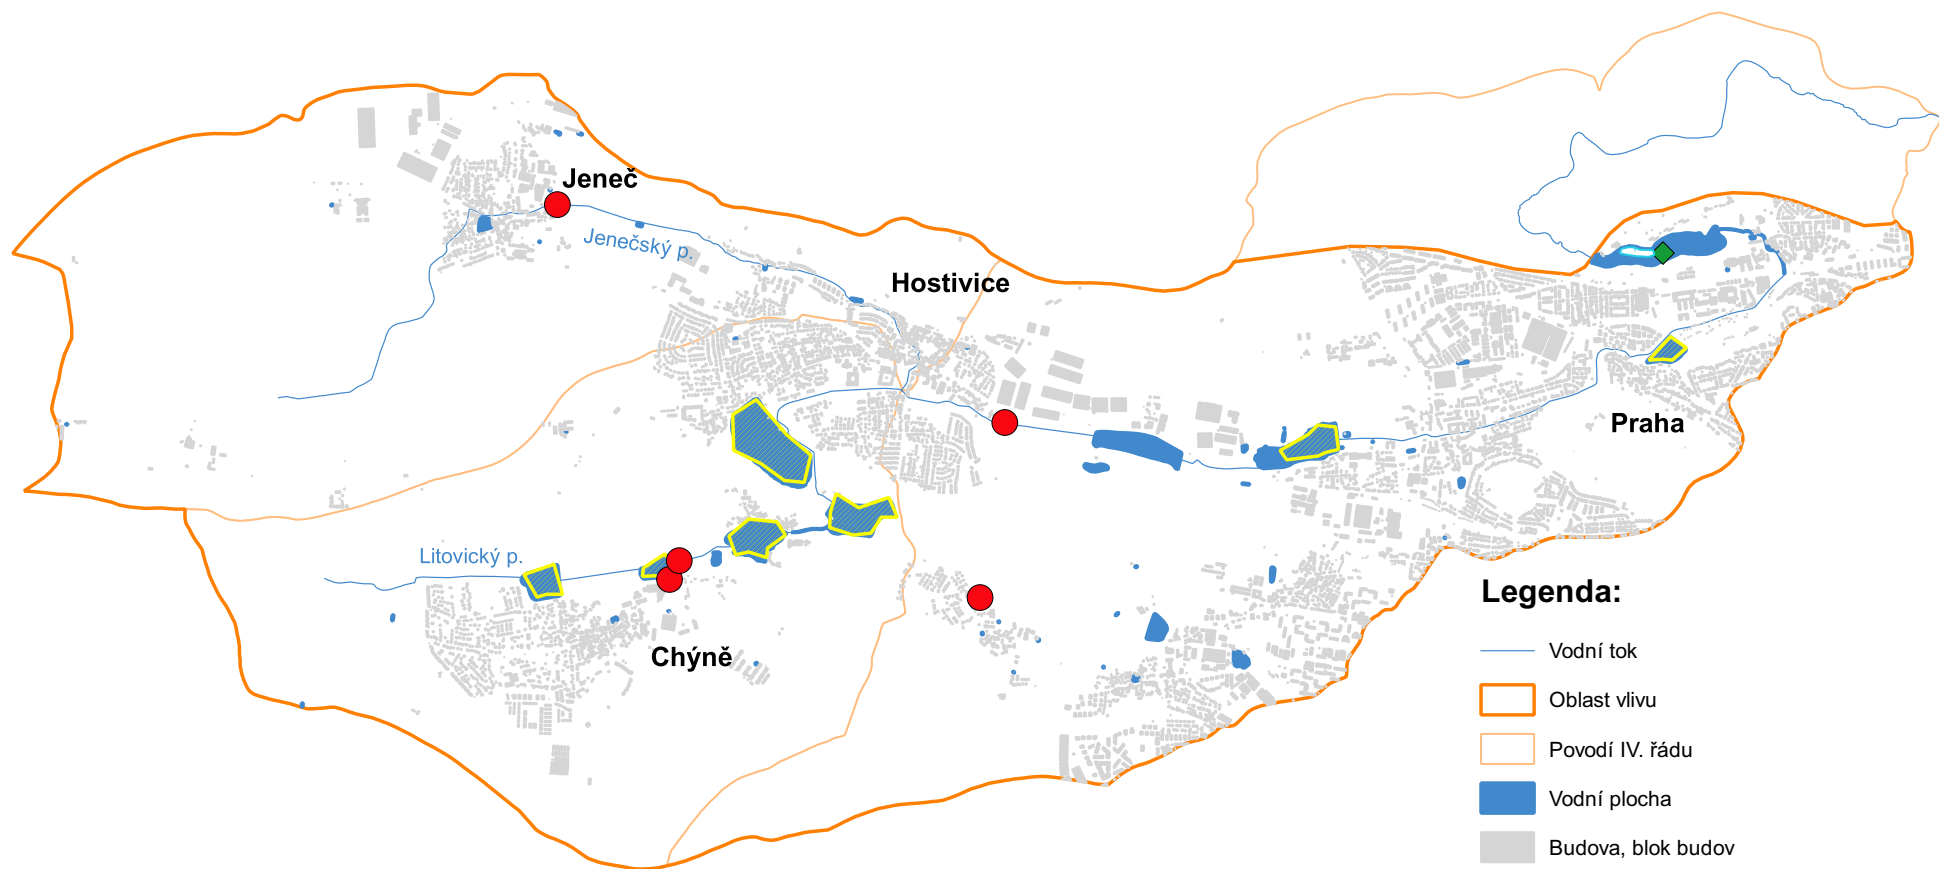 Jeneč
Jenečský p.
Hostivice
Praha
Litovický p.
Chýně
Legenda:
Vodní tok
Oblast vlivu
Povodí IV. řádu
Vodní plocha
Budova, blok budov